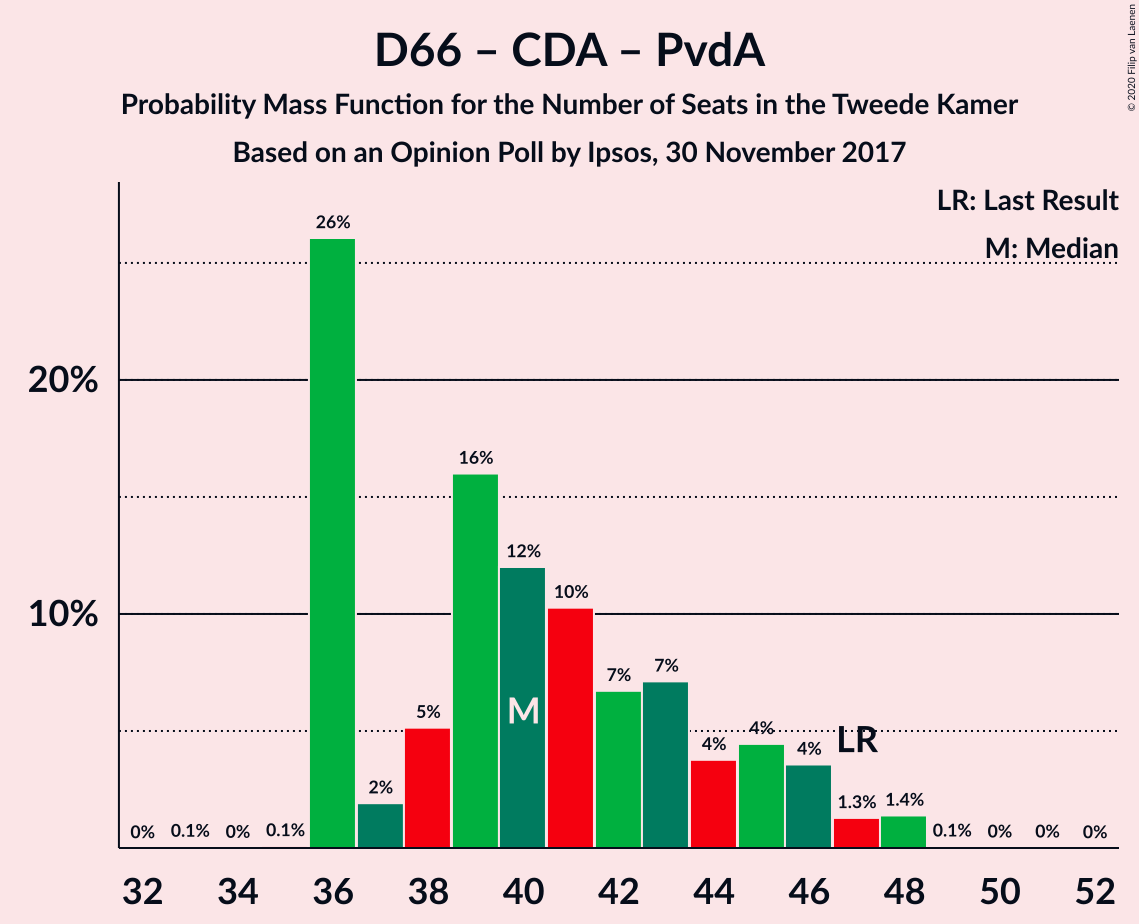 D66 – CDA – PvdA
Probability Mass Function for the Number of Seats in the Tweede Kamer
Based on an Opinion Poll by Ipsos, 30 November 2017
© 2020 Filip van Laenen
LR: Last Result
M: Median
20%
10%
0% 0.1% 0% 0.1% 26% 2% 5% 16% 12% 10% 7% 7% 4% 4% 4% 1.3% 1.4% 0.1% 0% 0% 0%
M
LR
32 34 36 38 40 42 44 46 48 50 52